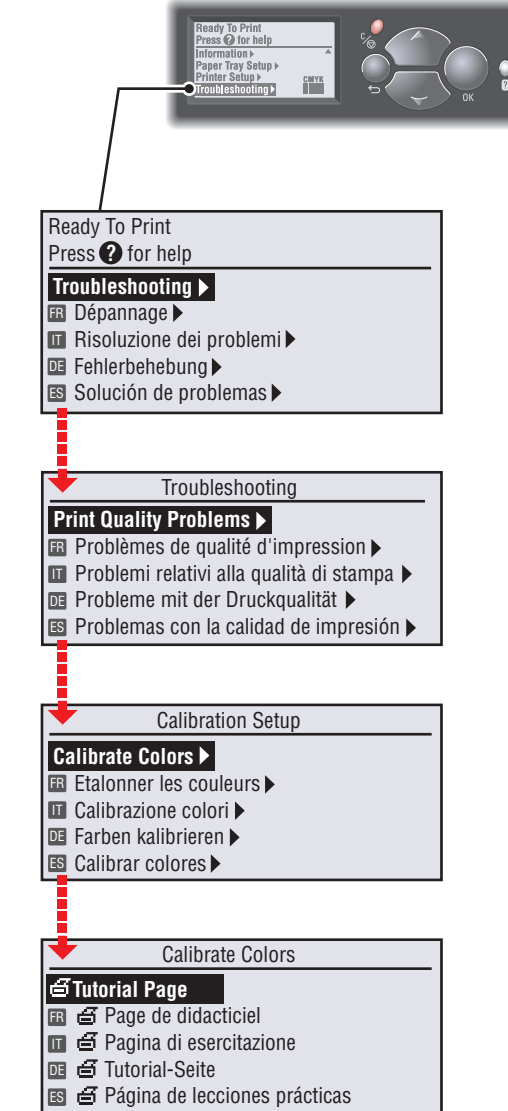 Ready To Print
Press ? for help
Information
Paper Tray Setup
Printer Setup
Troubleshooting
CMYK
C/
OK
?
Ready To Print
Press ? for help
Troubleshooting
FR Dépannage
IT Risoluzione dei problemi
DE Fehlerbehebung
ES Solución de problemas
Troubleshooting
Print Quality Problems
FR Problèmes de qualité d'impression
IT Problemi relativi alla qualità di stampa
DE Probleme mit der Druckqualität
ES Problemas con la calidad de impresión
Calibration Setup
Calibrate Colors
FR Etalonner les couleurs
IT Calibrazione colori
DE Farben kalibrieren
ES Calibrar colores
Calibrate Colors
Tutorial Page
FR Page de didacticiel
IT Pagina di esercitazione
DE Tutorial-Seite
ES Página de lecciones prácticas